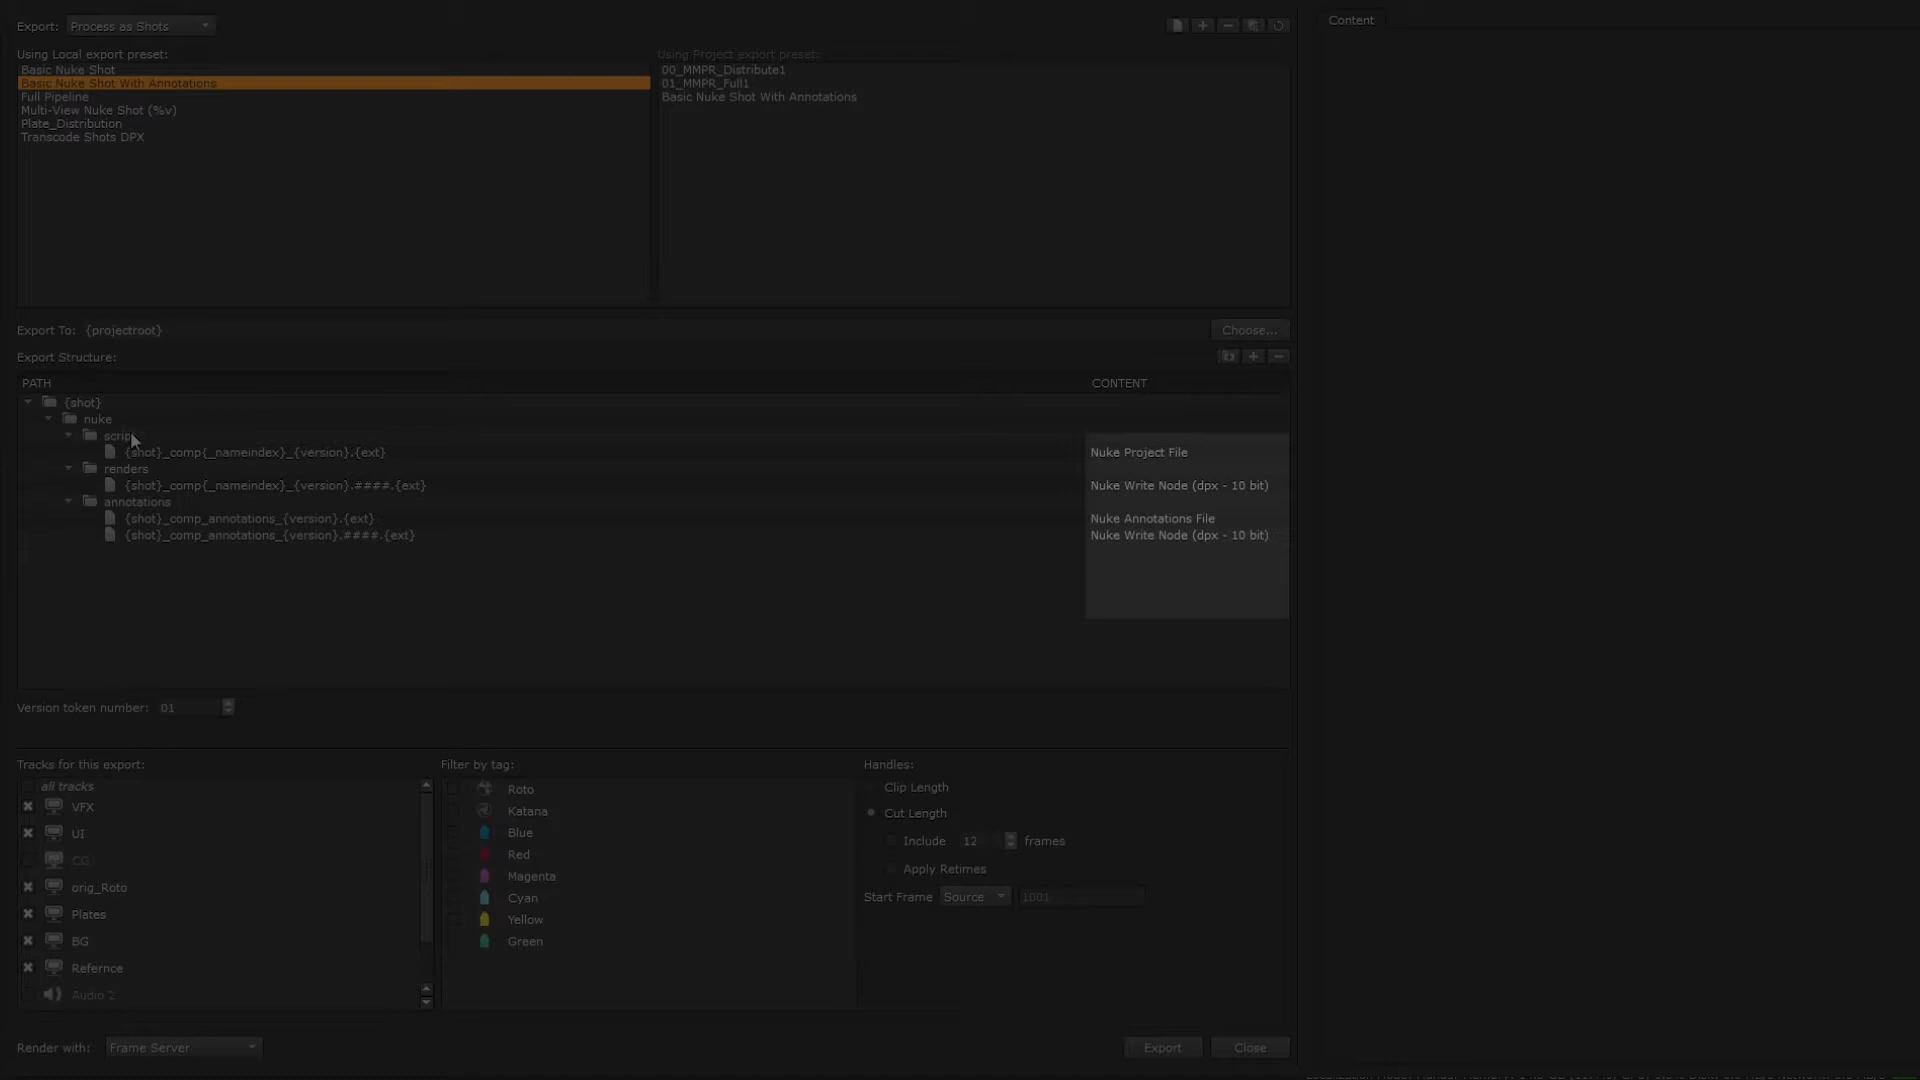 Export: Process as Shots
Content
Using Local export preset:
Basic Nuke Shot
Basic Nuke Shot With Annotations
Full Pipeline
Multi-View Nuke Shot (%v)
Plate_Distribution
Transcode Shots DPX
Using Project export preset:
00_MMPR_Distribute1
01_MMPR_Full1
Basic Nuke Shot With Annotations
Export To: {projectroot}
Choose...
Export Structure:
PATH CONTENT
{shot}
nuke
script
{shot}_comp{_nameindex}_{version}.{ext} Nuke Project File
renders
{shot}_comp{_nameindex}_{version}.####.{ext} Nuke Write Node (dpx - 10 bit)
annotations
{shot}_comp_annotations_{version}.{ext} Nuke Annotations File
{shot}_comp_annotations_{version}.####.{ext} Nuke Write Node (dpx - 10 bit)
Version token number: 01
Tracks for this export:
all tracks
VFX
UI
CG
orig_Roto
Plates
BG
Refernce
Audio 2
Filter by tag:
Roto
Katana
Blue
Red
Magenta
Cyan
Yellow
Green
Handles:
Clip Length
Cut Length
Include 12 frames
Apply Retimes
Start Frame Source 1001
Render with: Frame Server
Export
Close